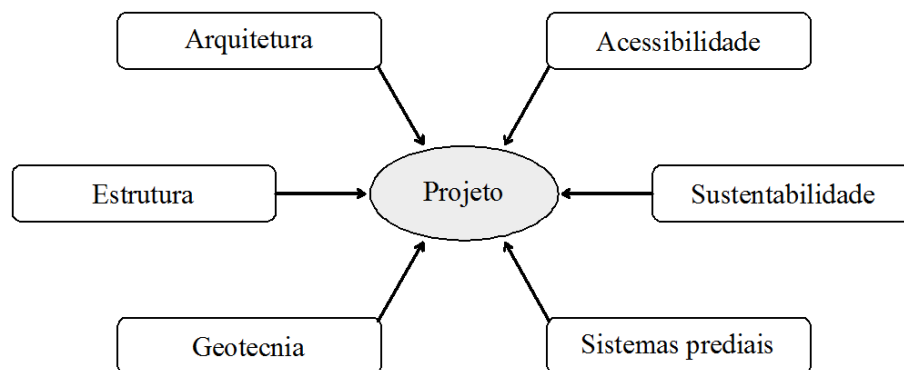 Arquitetura
Acessibilidade
Estrutura
Projeto
Sustentabilidade
Geotecnia
Sistemas prediais